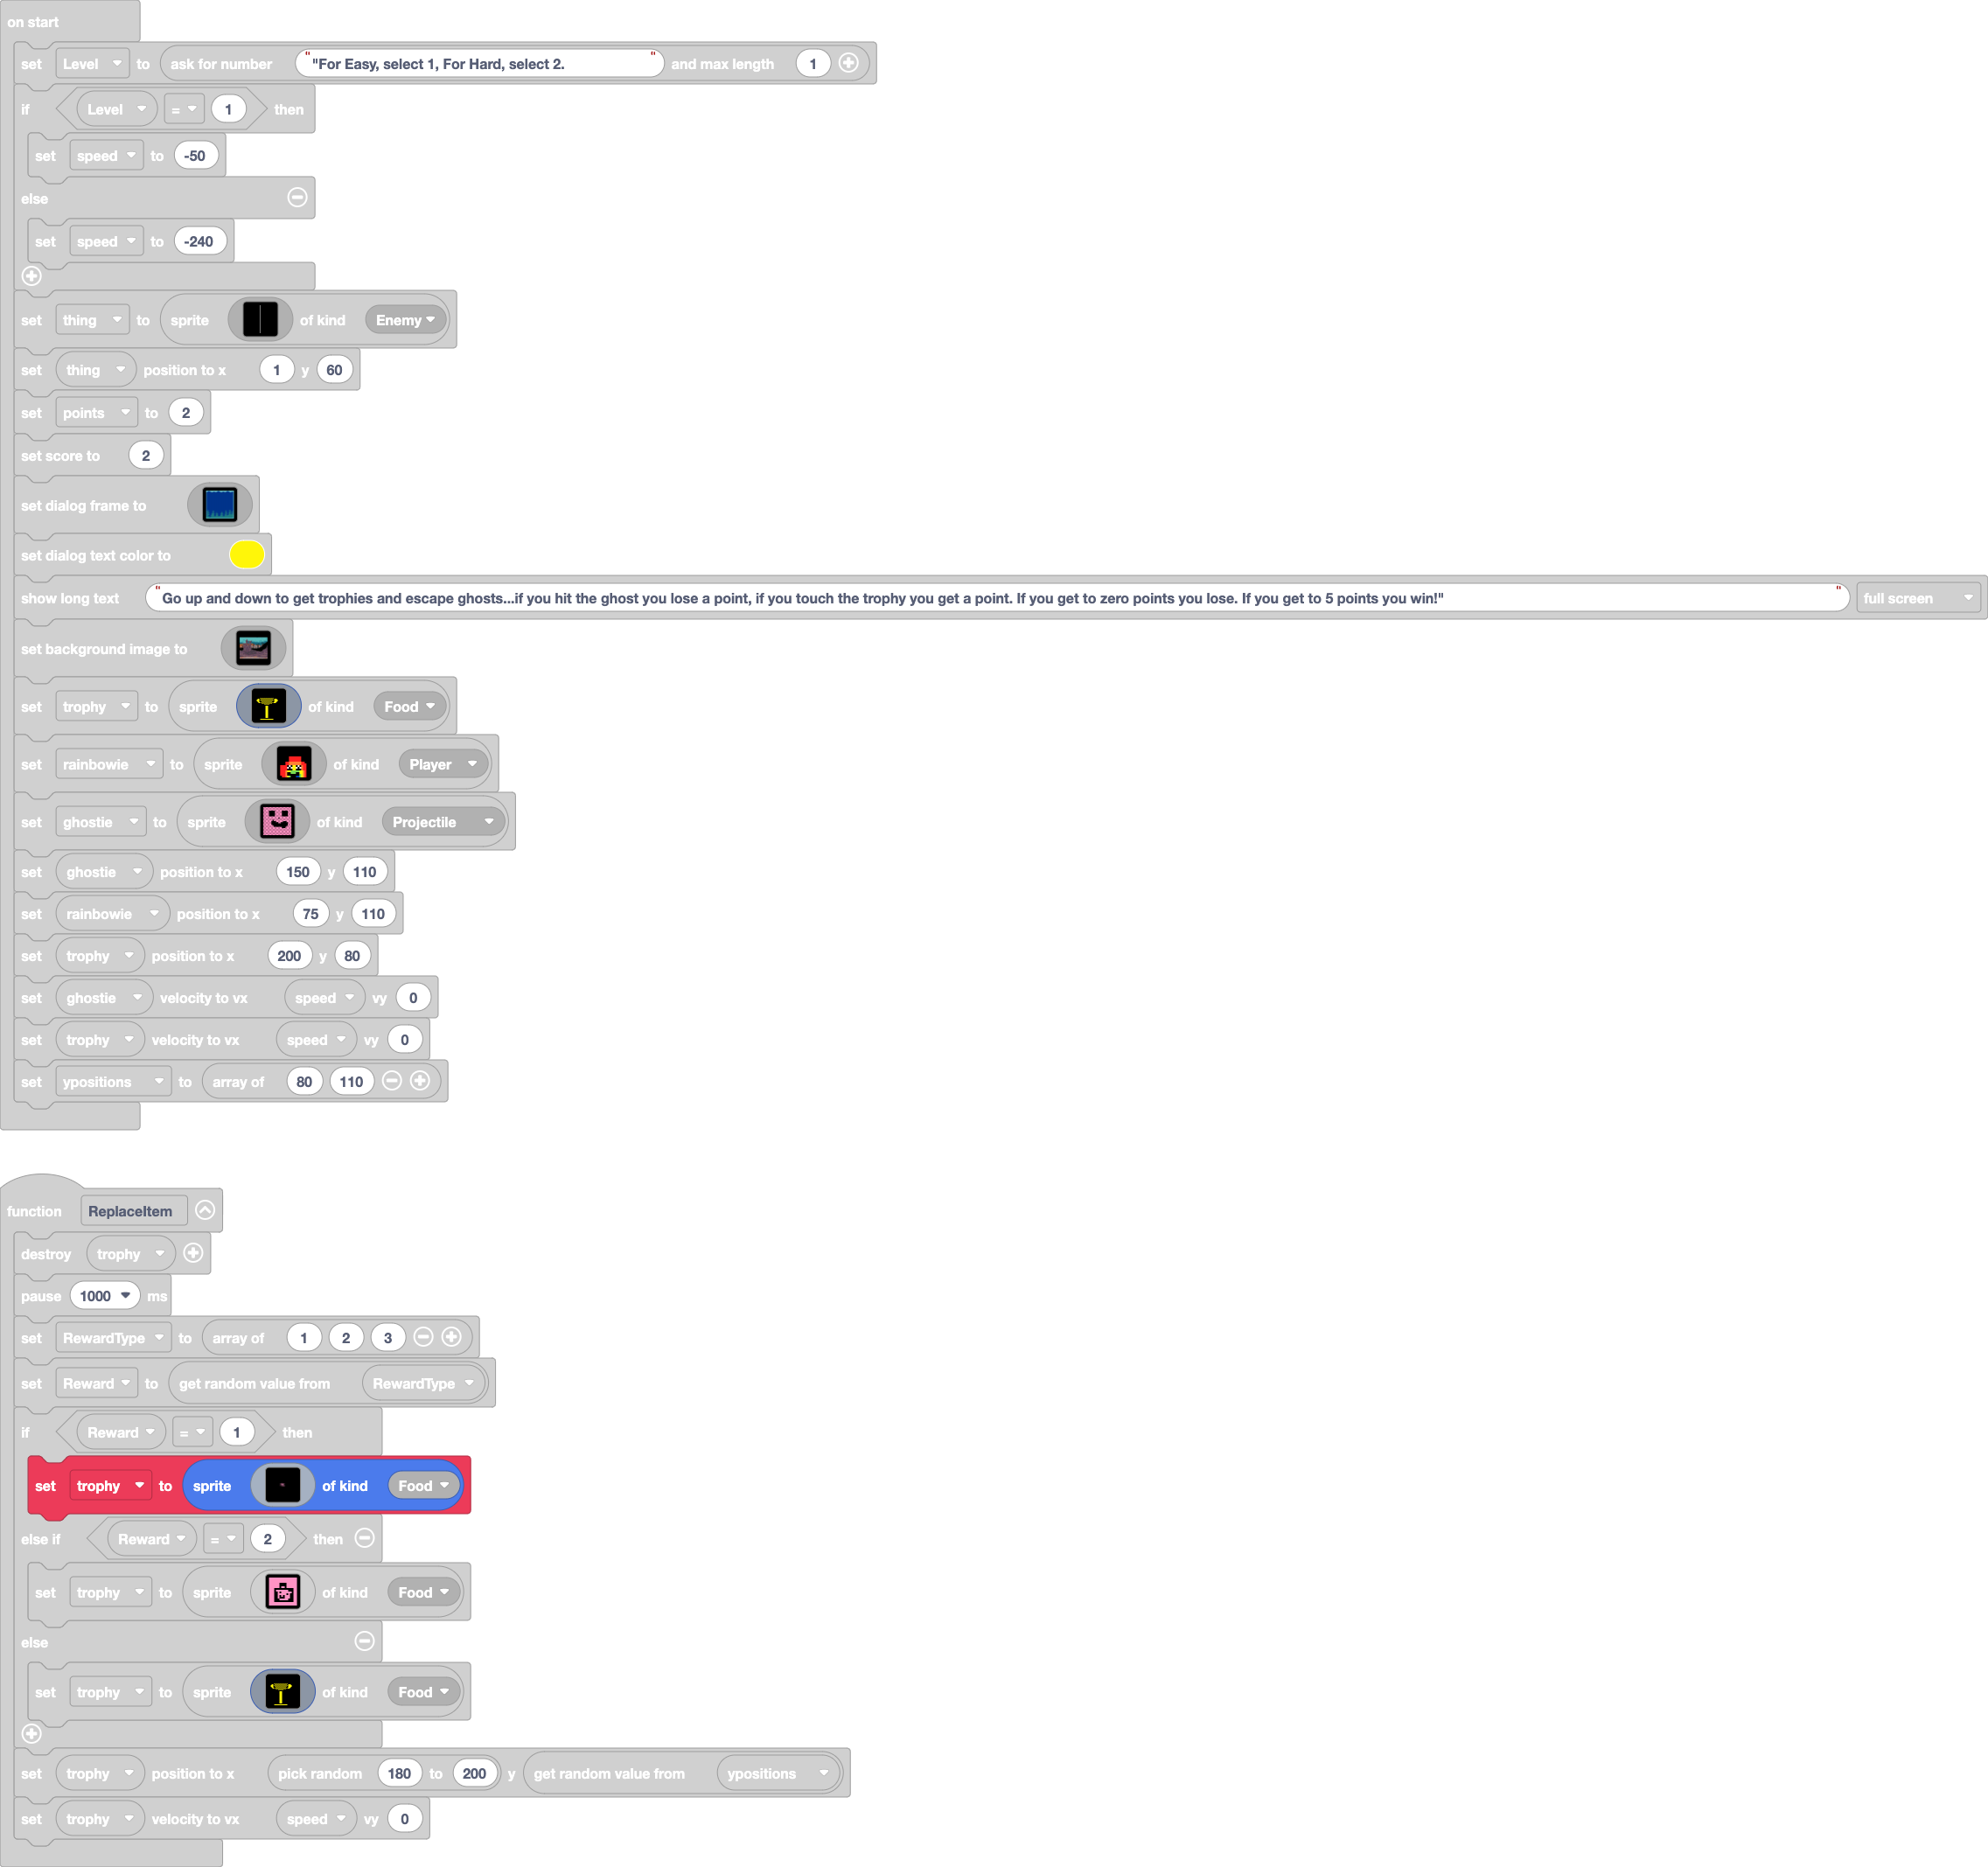 on start
set Level to ask for number " "For Easy, select 1, For Hard, select 2. " and max length 1
if Level = 1 then
set speed to -50
else
set speed to -240
set thing to sprite of kind Enemy
set thing position to x 1 y 60
set points to 2
set score to 2
set dialog frame to
set dialog text color to
show long text " Go up and down to get trophies and escape ghosts...if you hit the ghost you lose a point, if you touch the trophy you get a point. If you get to zero points you lose. If you get to 5 points you win!" " full screen
set background image to
set trophy to sprite of kind Food
set rainbowie to sprite of kind Player
set ghostie to sprite of kind Projectile
set ghostie position to x 150 y 110
set rainbowie position to x 75 y 110
set trophy position to x 200 y 80
set ghostie velocity to vx speed vy 0
set trophy velocity to vx speed vy 0
set ypositions to array of 80 110
function ReplaceItem
destroy trophy
pause 1000 ms
set RewardType to array of 1 2 3
set Reward to get random value from RewardType
if Reward = 1 then
set trophy to sprite of kind Food
else if Reward = 2 then
set trophy to sprite of kind Food
else
set trophy to sprite of kind Food
set trophy position to x pick random 180 to 200 y get random value from ypositions
set trophy velocity to vx speed vy 0